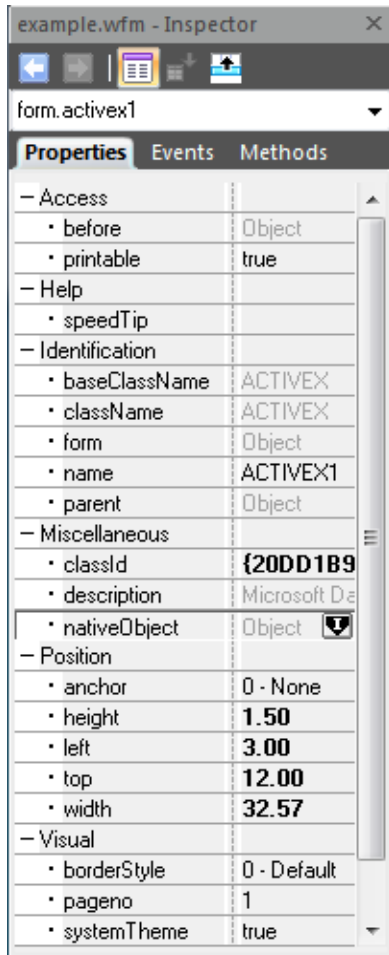 example.wfm - Inspector
form.activex1
Properties Events Methods
Access
before Object
printable true
Help
speedTip
Identification
baseClassName ACTIVEX
className ACTIVEX
form Object
name ACTIVEX1
parent Object
Miscellaneous
classId {20DD1B9
description Microsoft Da
nativeObject Object
Position
anchor 0 - None
height 1.50
left 3.00
top 12.00
width 32.57
Visual
borderStyle 0 - Default
pageno 1
systemTheme true